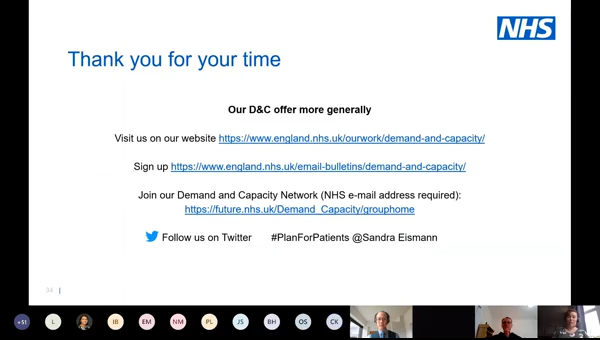 NHS
Thank you for your time
Our D&C offer more generally
Visit us on our website https://www.england.nhs.uk/ourwork/demand-and-capacity/
Sign up https://www.england.nhs.uk/email-bulletins/demand-and-capacity/
Join our Demand and Capacity Network (NHS e-mail address required):
https://future.nhs.uk/Demand_Capacity/grouphome
Follow us on Twitter #PlanForPatients @Sandra Eismann
34 |
+51 L IB EM NM PL JS BH OS CK